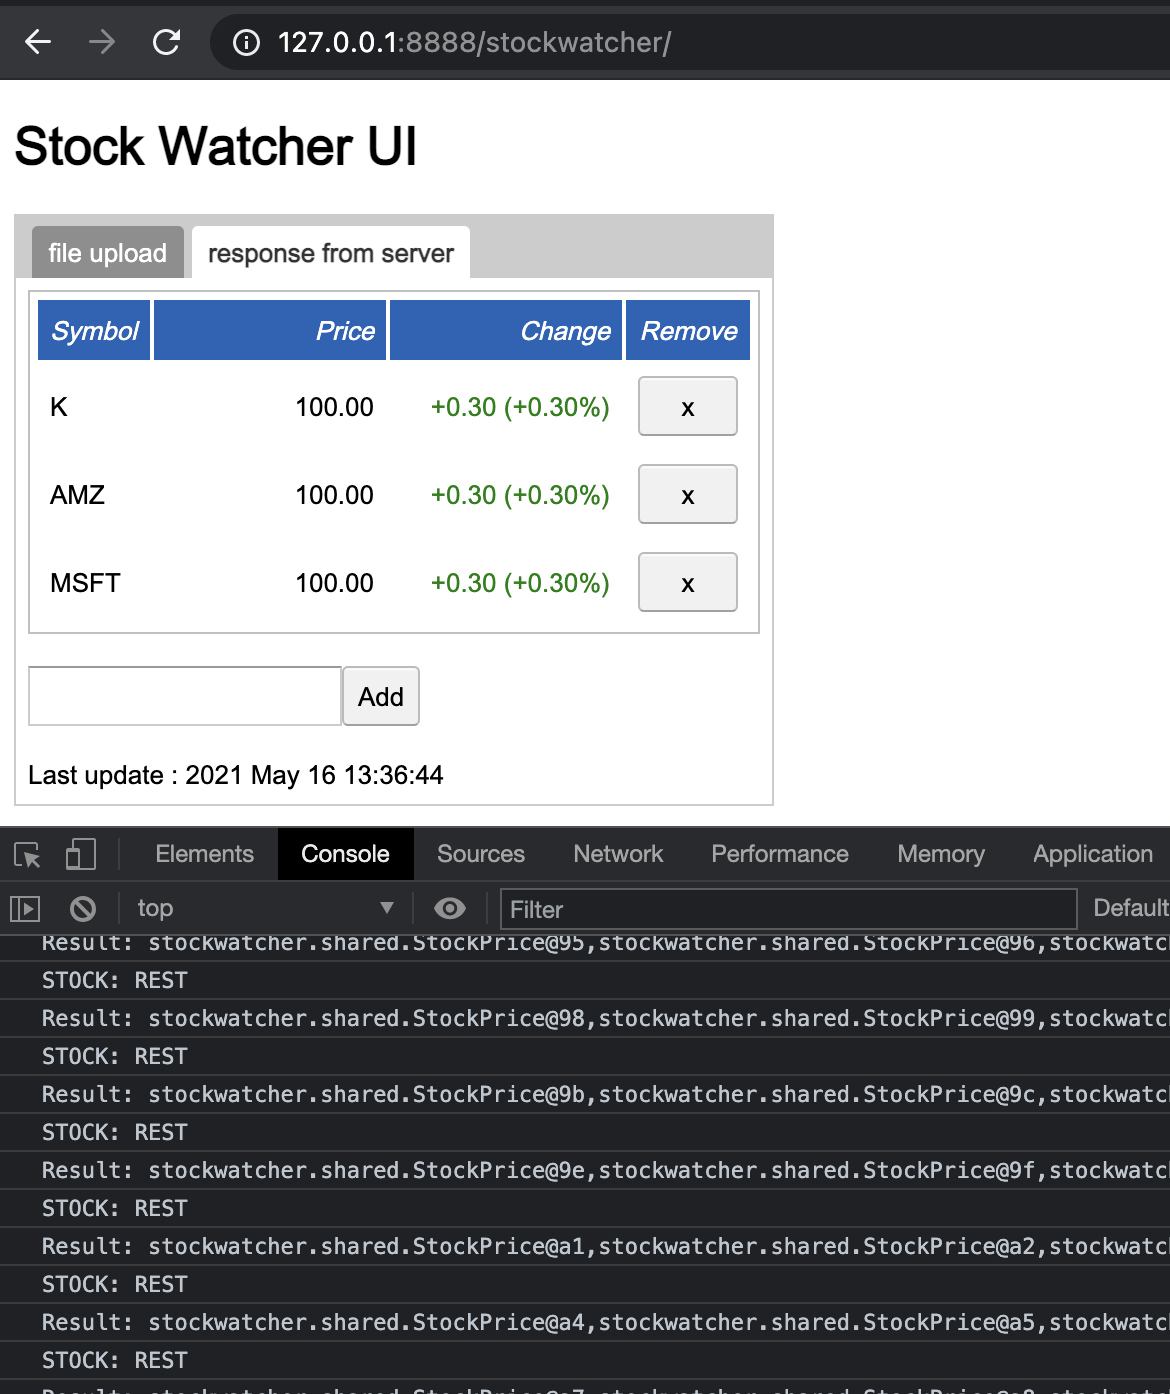 127.0.0.1:8888/stockwatcher/
Stock Watcher UI
file upload response from server
Symbol Price Change Remove
K 100.00 +0.30 (+0.30%) x
AMZ 100.00 +0.30 (+0.30%) x
MSFT 100.00 +0.30 (+0.30%) x
Add
Last update : 2021 May 16 13:36:44
Elements Console Sources Network Performance Memory Application
top Filter Default
Result: stockwatcher.shared.StockPrice@95,stockwatcher.shared.StockPrice@96,stockwatc
STOCK: REST
Result: stockwatcher.shared.StockPrice@98,stockwatcher.shared.StockPrice@99,stockwatc
STOCK: REST
Result: stockwatcher.shared.StockPrice@9b,stockwatcher.shared.StockPrice@9c,stockwatc
STOCK: REST
Result: stockwatcher.shared.StockPrice@9e,stockwatcher.shared.StockPrice@9f,stockwatc
STOCK: REST
Result: stockwatcher.shared.StockPrice@a1,stockwatcher.shared.StockPrice@a2,stockwatc
STOCK: REST
Result: stockwatcher.shared.StockPrice@a4,stockwatcher.shared.StockPrice@a5,stockwatc
STOCK: REST